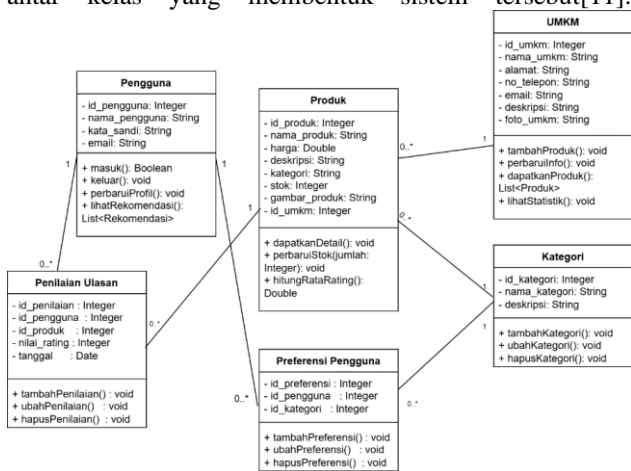 antar kelas yang membentuk sistem tersebut[11].
UMKM
- id_umkm: Integer
- nama_umkm: String
- alamat: String
- no_telepon: String
- email: String
- deskripsi: String
- foto_umkm: String
+ tambahProduk(): void
+ perbaruiInfo(): void
+ dapatkanProduk():
List<Produk>
+ lihatStatistik(): void
Pengguna
- id_pengguna: Integer
- nama_pengguna: String
- kata_sandi: String
- email: String
+ masuk(): Boolean
+ keluar(): void
+ perbaruiProfil(): void
+ lihatRekomendasi():
List<Rekomendasi>
Produk
- id_produk: Integer
- nama_produk: String
- harga: Double
- deskripsi: String
- kategori: String
- stok: Integer
- gambar_produk: String
- id_umkm: Integer
+ dapatkanDetail(): void
+ perbaruiStok(jumlah:
Integer): void
+ hitungRataRating():
Double
Penilaian Ulasan
- id_penilaian : Integer
- id_pengguna : Integer
- id_produk : Integer
- nilai_rating : Integer
- tanggal : Date
+ tambahPenilaian() : void
+ ubahPenilaian() : void
+ hapusPenilaian() : void
Kategori
- id_kategori: Integer
- nama_kategori: String
- deskripsi: String
+ tambahKategori(): void
+ ubahKategori(): void
+ hapusKategori(): void
Preferensi Pengguna
- id_preferensi : Integer
- id_pengguna : Integer
- id_kategori : Integer
+ tambahPreferensi() : void
+ ubahPreferensi() : void
+ hapusPreferensi() : void
1
1
0..*
0..*
1
0..*
0..*
1
0..*
1
1
0..*